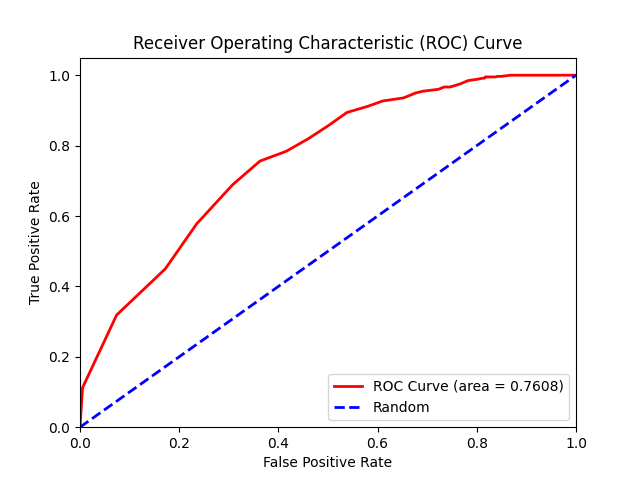 Receiver Operating Characteristic (ROC) Curve
True Positive Rate
1.0
0.8
0.6
0.4
0.2
0.0
ROC Curve (area = 0.7608)
Random
0.0 0.2 0.4 0.6 0.8 1.0
False Positive Rate